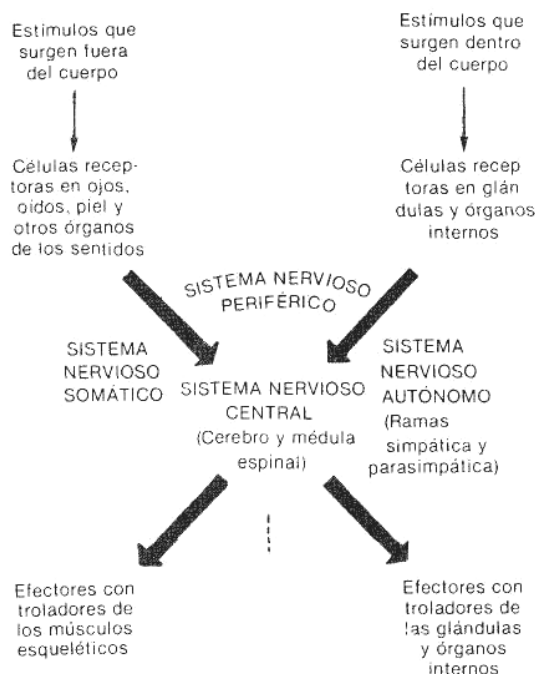 Estímulos que
surgen fuera
del cuerpo
Estímulos que
surgen dentro
del cuerpo
Células recep-
toras en ojos,
oídos, piel y
otros órganos
de los sentidos
Células recep
toras en glán
dulas y órganos
internos
SISTEMA NERVIOSO
PERIFÉRICO
SISTEMA
NERVIOSO
SOMÁTICO
SISTEMA NERVIOSO
CENTRAL
(Cerebro y médula
espinal)
SISTEMA
NERVIOSO
AUTÓNOMO
(Ramas
simpática y
parasimpática)
Efectores con
troladores de
los músculos
esqueléticos
Efectores con
troladores de
las glándulas
y órganos
internos